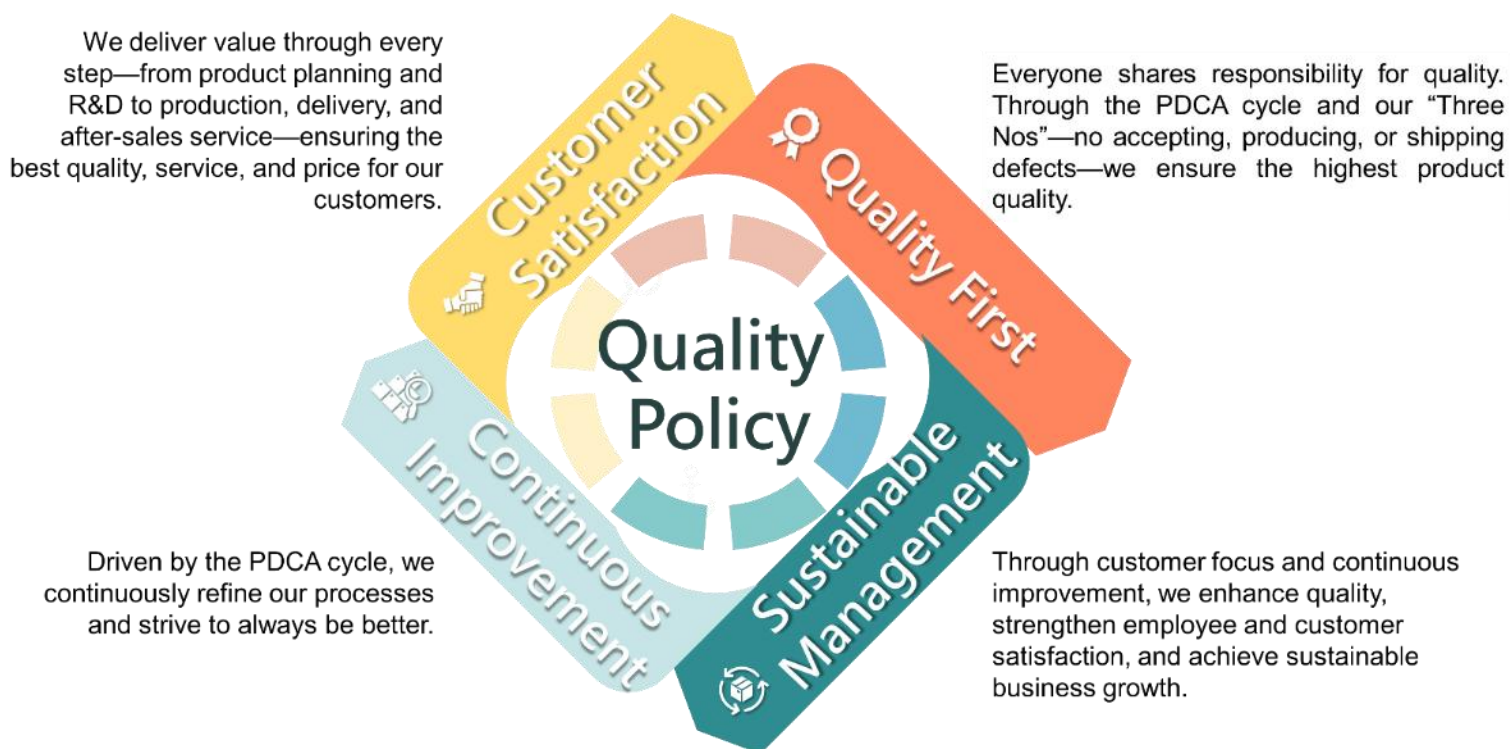 We deliver value through every
step—from product planning and
R&D to production, delivery, and
after-sales service—ensuring the
best quality, service, and price for our
customers.
Customer
Satisfaction
Everyone shares responsibility for quality.
Through the PDCA cycle and our “Three
Nos”—no accepting, producing, or shipping
defects—we ensure the highest product
quality.
Quality First
Quality
Policy
Continuous
Improvement
Driven by the PDCA cycle, we
continuously refine our processes
and strive to always be better.
Sustainable
Management
Through customer focus and continuous
improvement, we enhance quality,
strengthen employee and customer
satisfaction, and achieve sustainable
business growth.